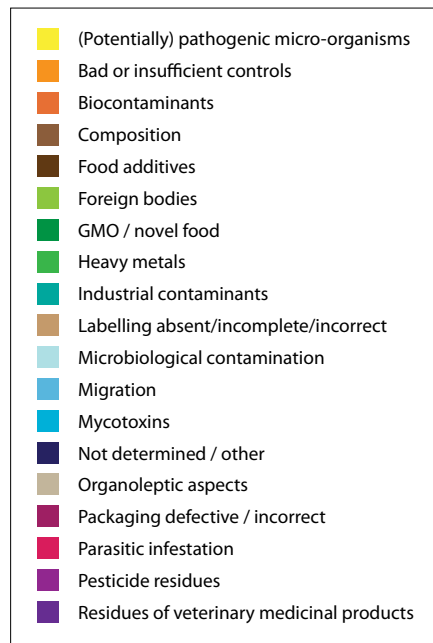 (Potentially) pathogenic micro-organisms
Bad or insufficient controls
Biocontaminants
Composition
Food additives
Foreign bodies
GMO / novel food
Heavy metals
Industrial contaminants
Labelling absent/incomplete/incorrect
Microbiological contamination
Migration
Mycotoxins
Not determined / other
Organoleptic aspects
Packaging defective / incorrect
Parasitic infestation
Pesticide residues
Residues of veterinary medicinal products